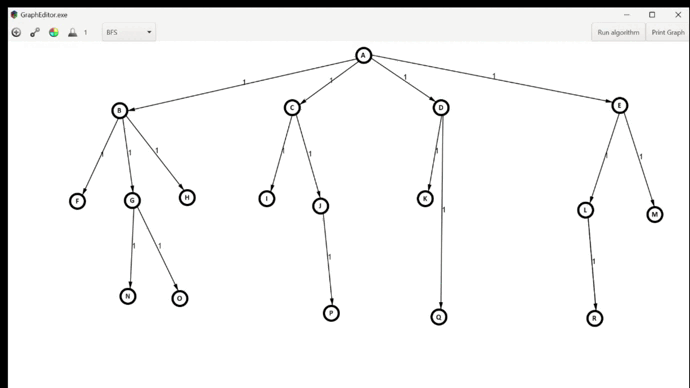 GraphEditor.exe
1 BFS Run algorithm Print Graph
A
1 1 1 1
B C D E
1 1 1 1 1 1 1 1
F G H I J K L M
1 1 1 1 1
N O P Q R